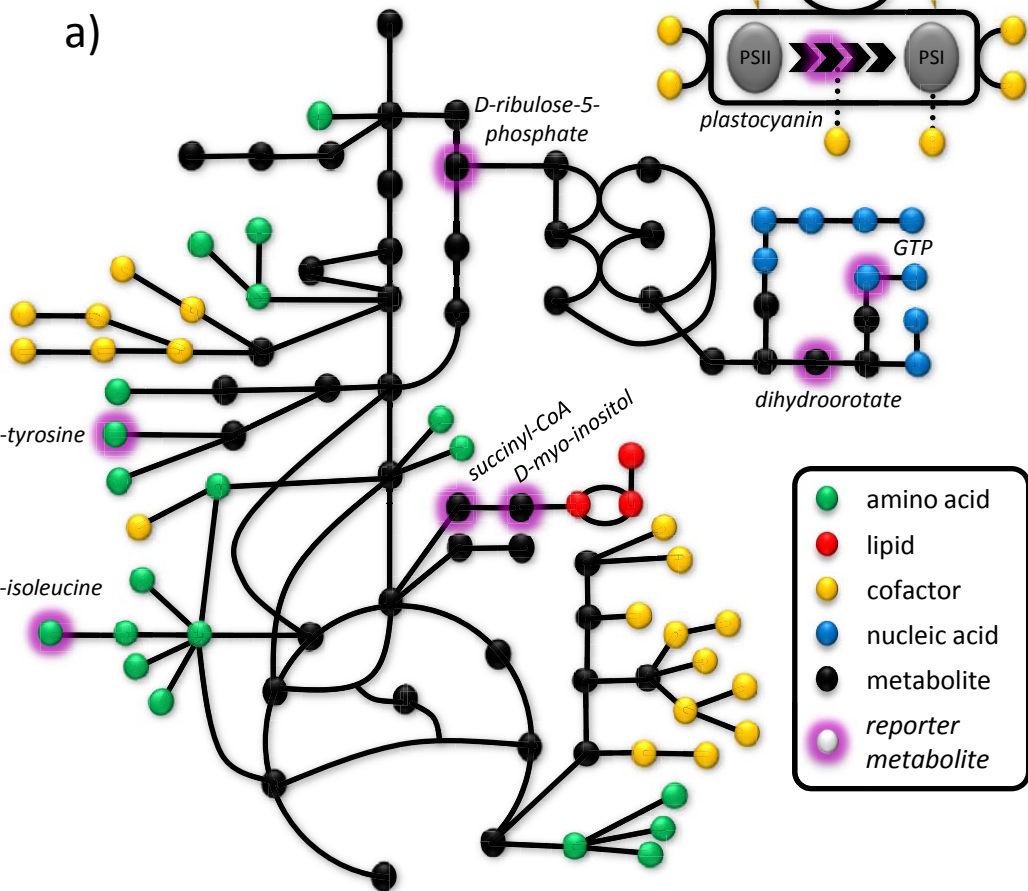 a)
PSII
PSI
plastocyanin
D-ribulose-5-
phosphate
GTP
dihydroorotate
-tyrosine
succinyl-CoA
D-myo-inositol
-isoleucine
amino acid
lipid
cofactor
nucleic acid
metabolite
reporter
metabolite